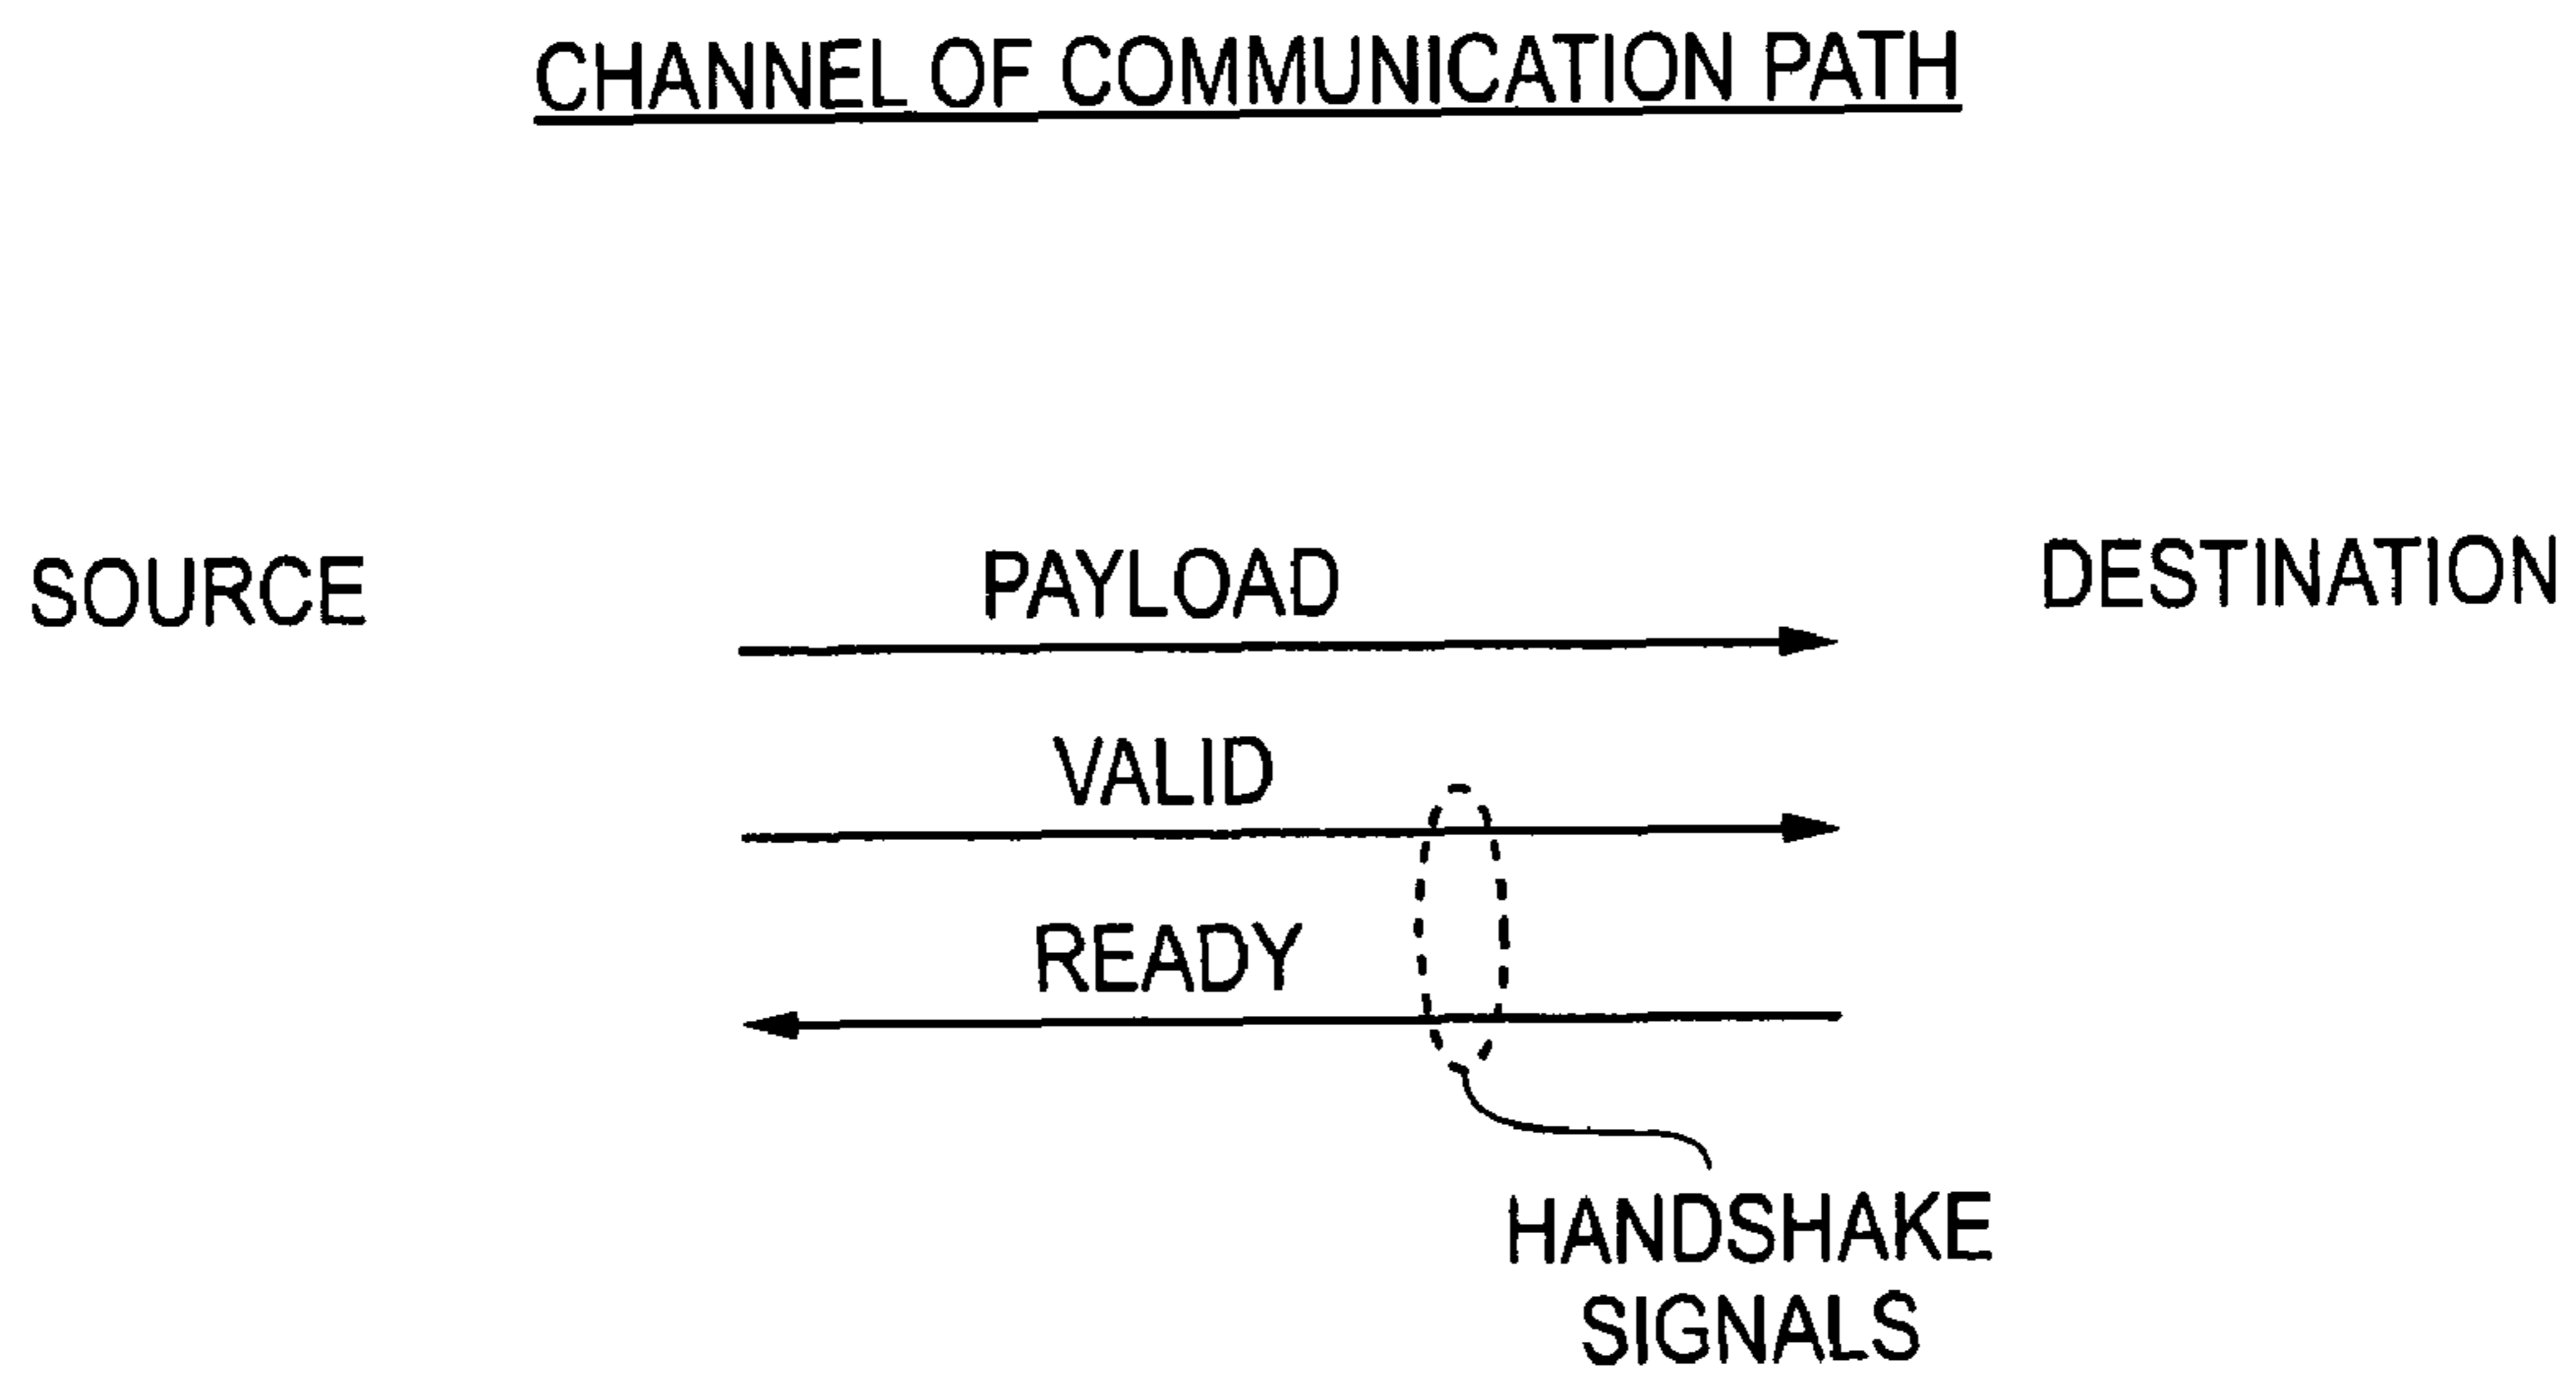 CHANNEL OF COMMUNICATION PATH
SOURCE
PAYLOAD
DESTINATION
VALID
READY
HANDSHAKE
SIGNALS